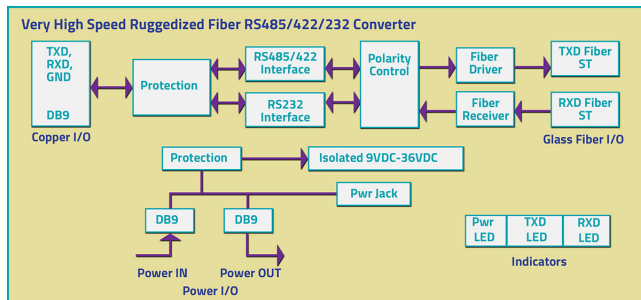 Very High Speed Ruggedized Fiber RS485/422/232 Converter
TXD,
RXD,
GND
DB9
Copper I/O
Protection
RS485/422
Interface
RS232
Interface
Polarity
Control
Fiber
Driver
Fiber
Receiver
TXD Fiber
ST
RXD Fiber
ST
Glass Fiber I/O
Protection
Isolated 9VDC-36VDC
Pwr Jack
DB9
DB9
Power IN
Power OUT
Power I/O
Pwr
LED
TXD
LED
RXD
LED
Indicators